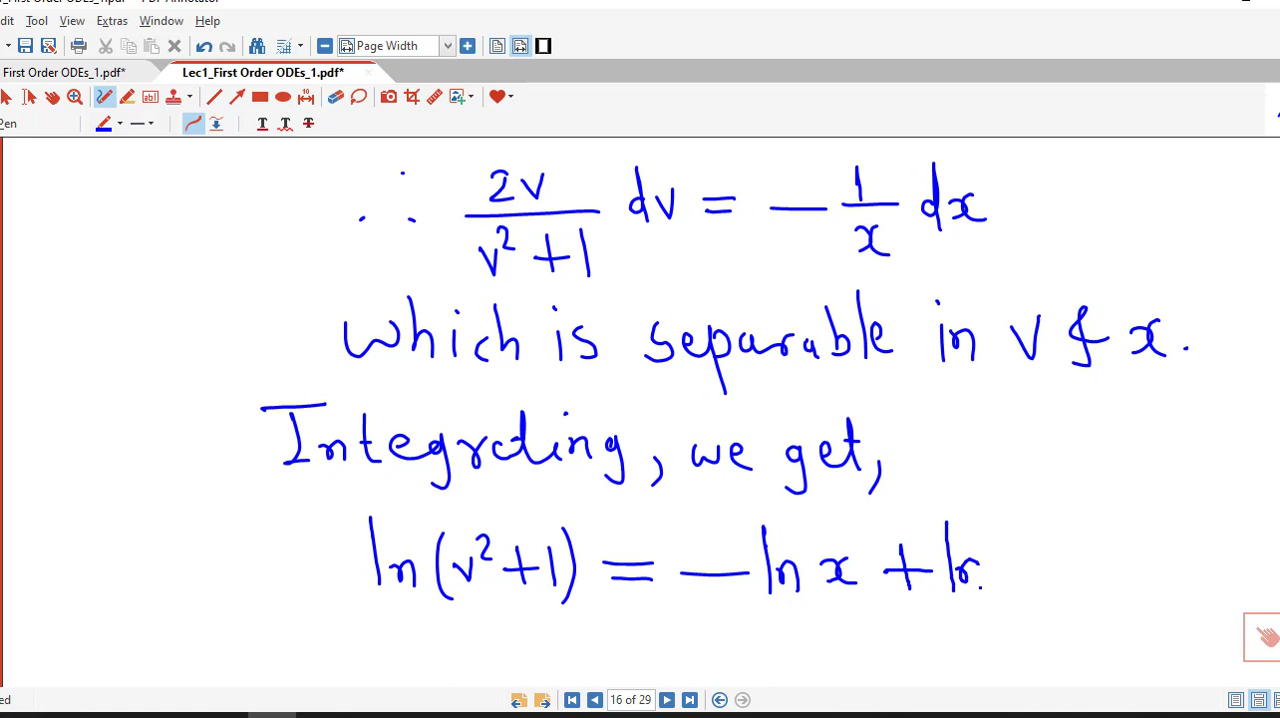 Tool View Extras Window Help
Page Width
First Order ODEs_1.pdf* Lec1_First Order ODEs_1.pdf*
∴ 2v/(v²+1) dv = − 1/x dx
which is separable in v & x.
Integrating, we get,
ln(v²+1) = − ln x +
16 of 29